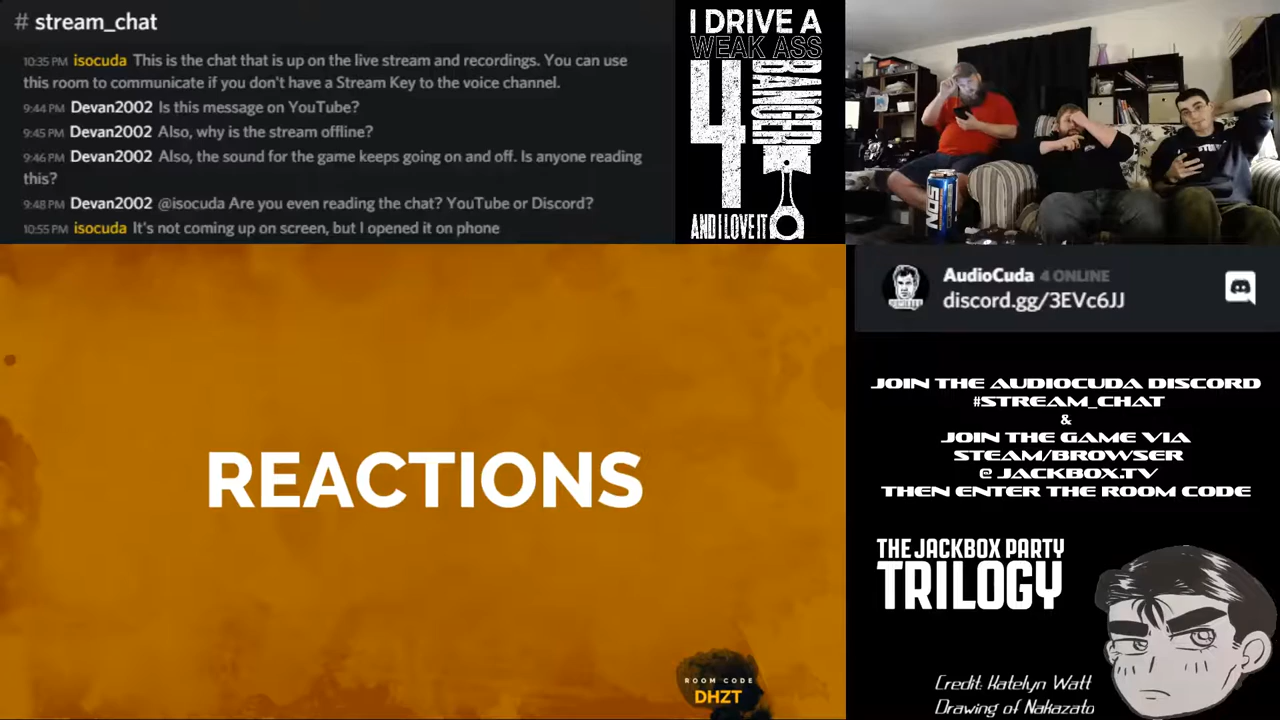 # stream_chat
10:35 PM isocuda This is the chat that is up on the live stream and recordings. You can use
this room to communicate if you don't have a Stream Key to the voice channel.
9:44 PM Devan2002 Is this message on YouTube?
9:45 PM Devan2002 Also, why is the stream offline?
9:46 PM Devan2002 Also, the sound for the game keeps going on and off. Is anyone reading
this?
9:48 PM Devan2002 @isocuda Are you even reading the chat? YouTube or Discord?
10:55 PM isocuda It's not coming up on screen, but I opened it on phone
I DRIVE A
WEAK ASS
4
BANGER
AND I LOVE IT
AudioCuda 4 ONLINE
discord.gg/3EVc6JJ
REACTIONS
ROOM CODE
DHZT
JOIN THE AUDIOCUDA DISCORD
#STREAM_CHAT
&
JOIN THE GAME VIA
STEAM/BROWSER
@ JACKBOX.TV
THEN ENTER THE ROOM CODE
THE JACKBOX PARTY
TRILOGY
Credit: Katelyn Watt
Drawing of Nakazato